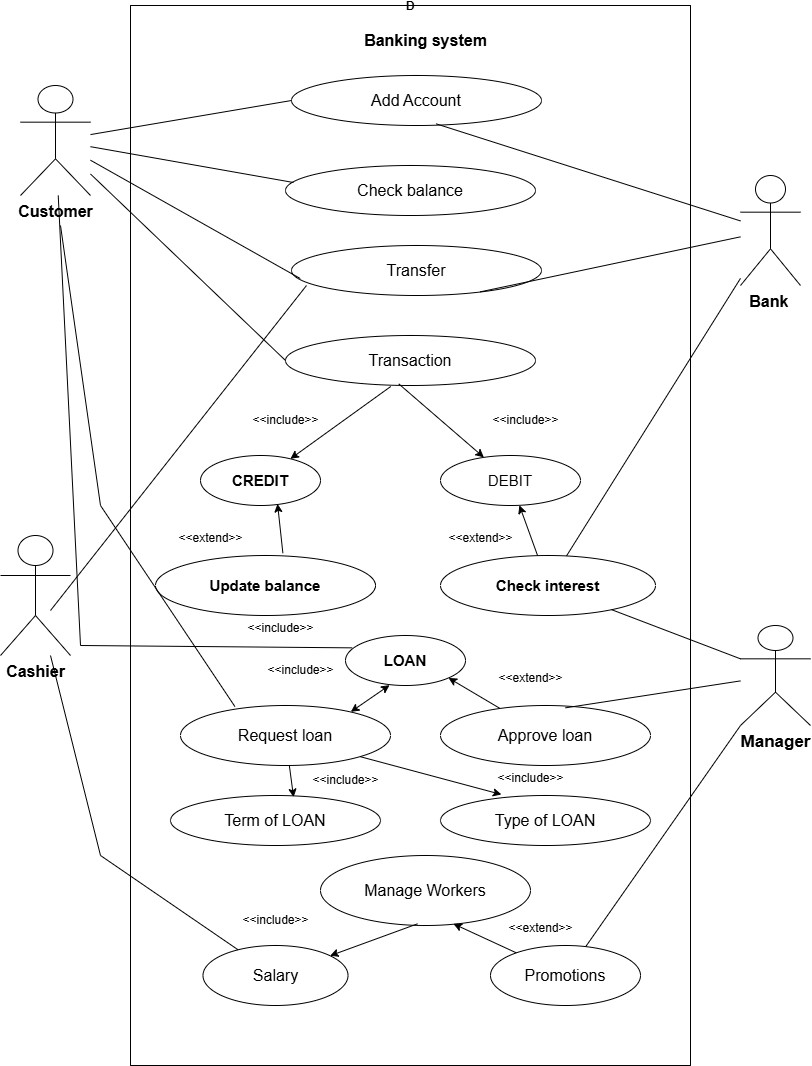 D
Banking system
Add Account
Customer
Check balance
Transfer
Bank
Transaction
<<include>>
<<include>>
CREDIT
DEBIT
<<extend>>
<<extend>>
Update balance
Check interest
<<include>>
LOAN
Cashier
<<include>>
<<extend>>
Request loan
Approve loan
Manager
<<include>>
<<include>>
Term of LOAN
Type of LOAN
Manage Workers
<<include>>
<<extend>>
Salary
Promotions